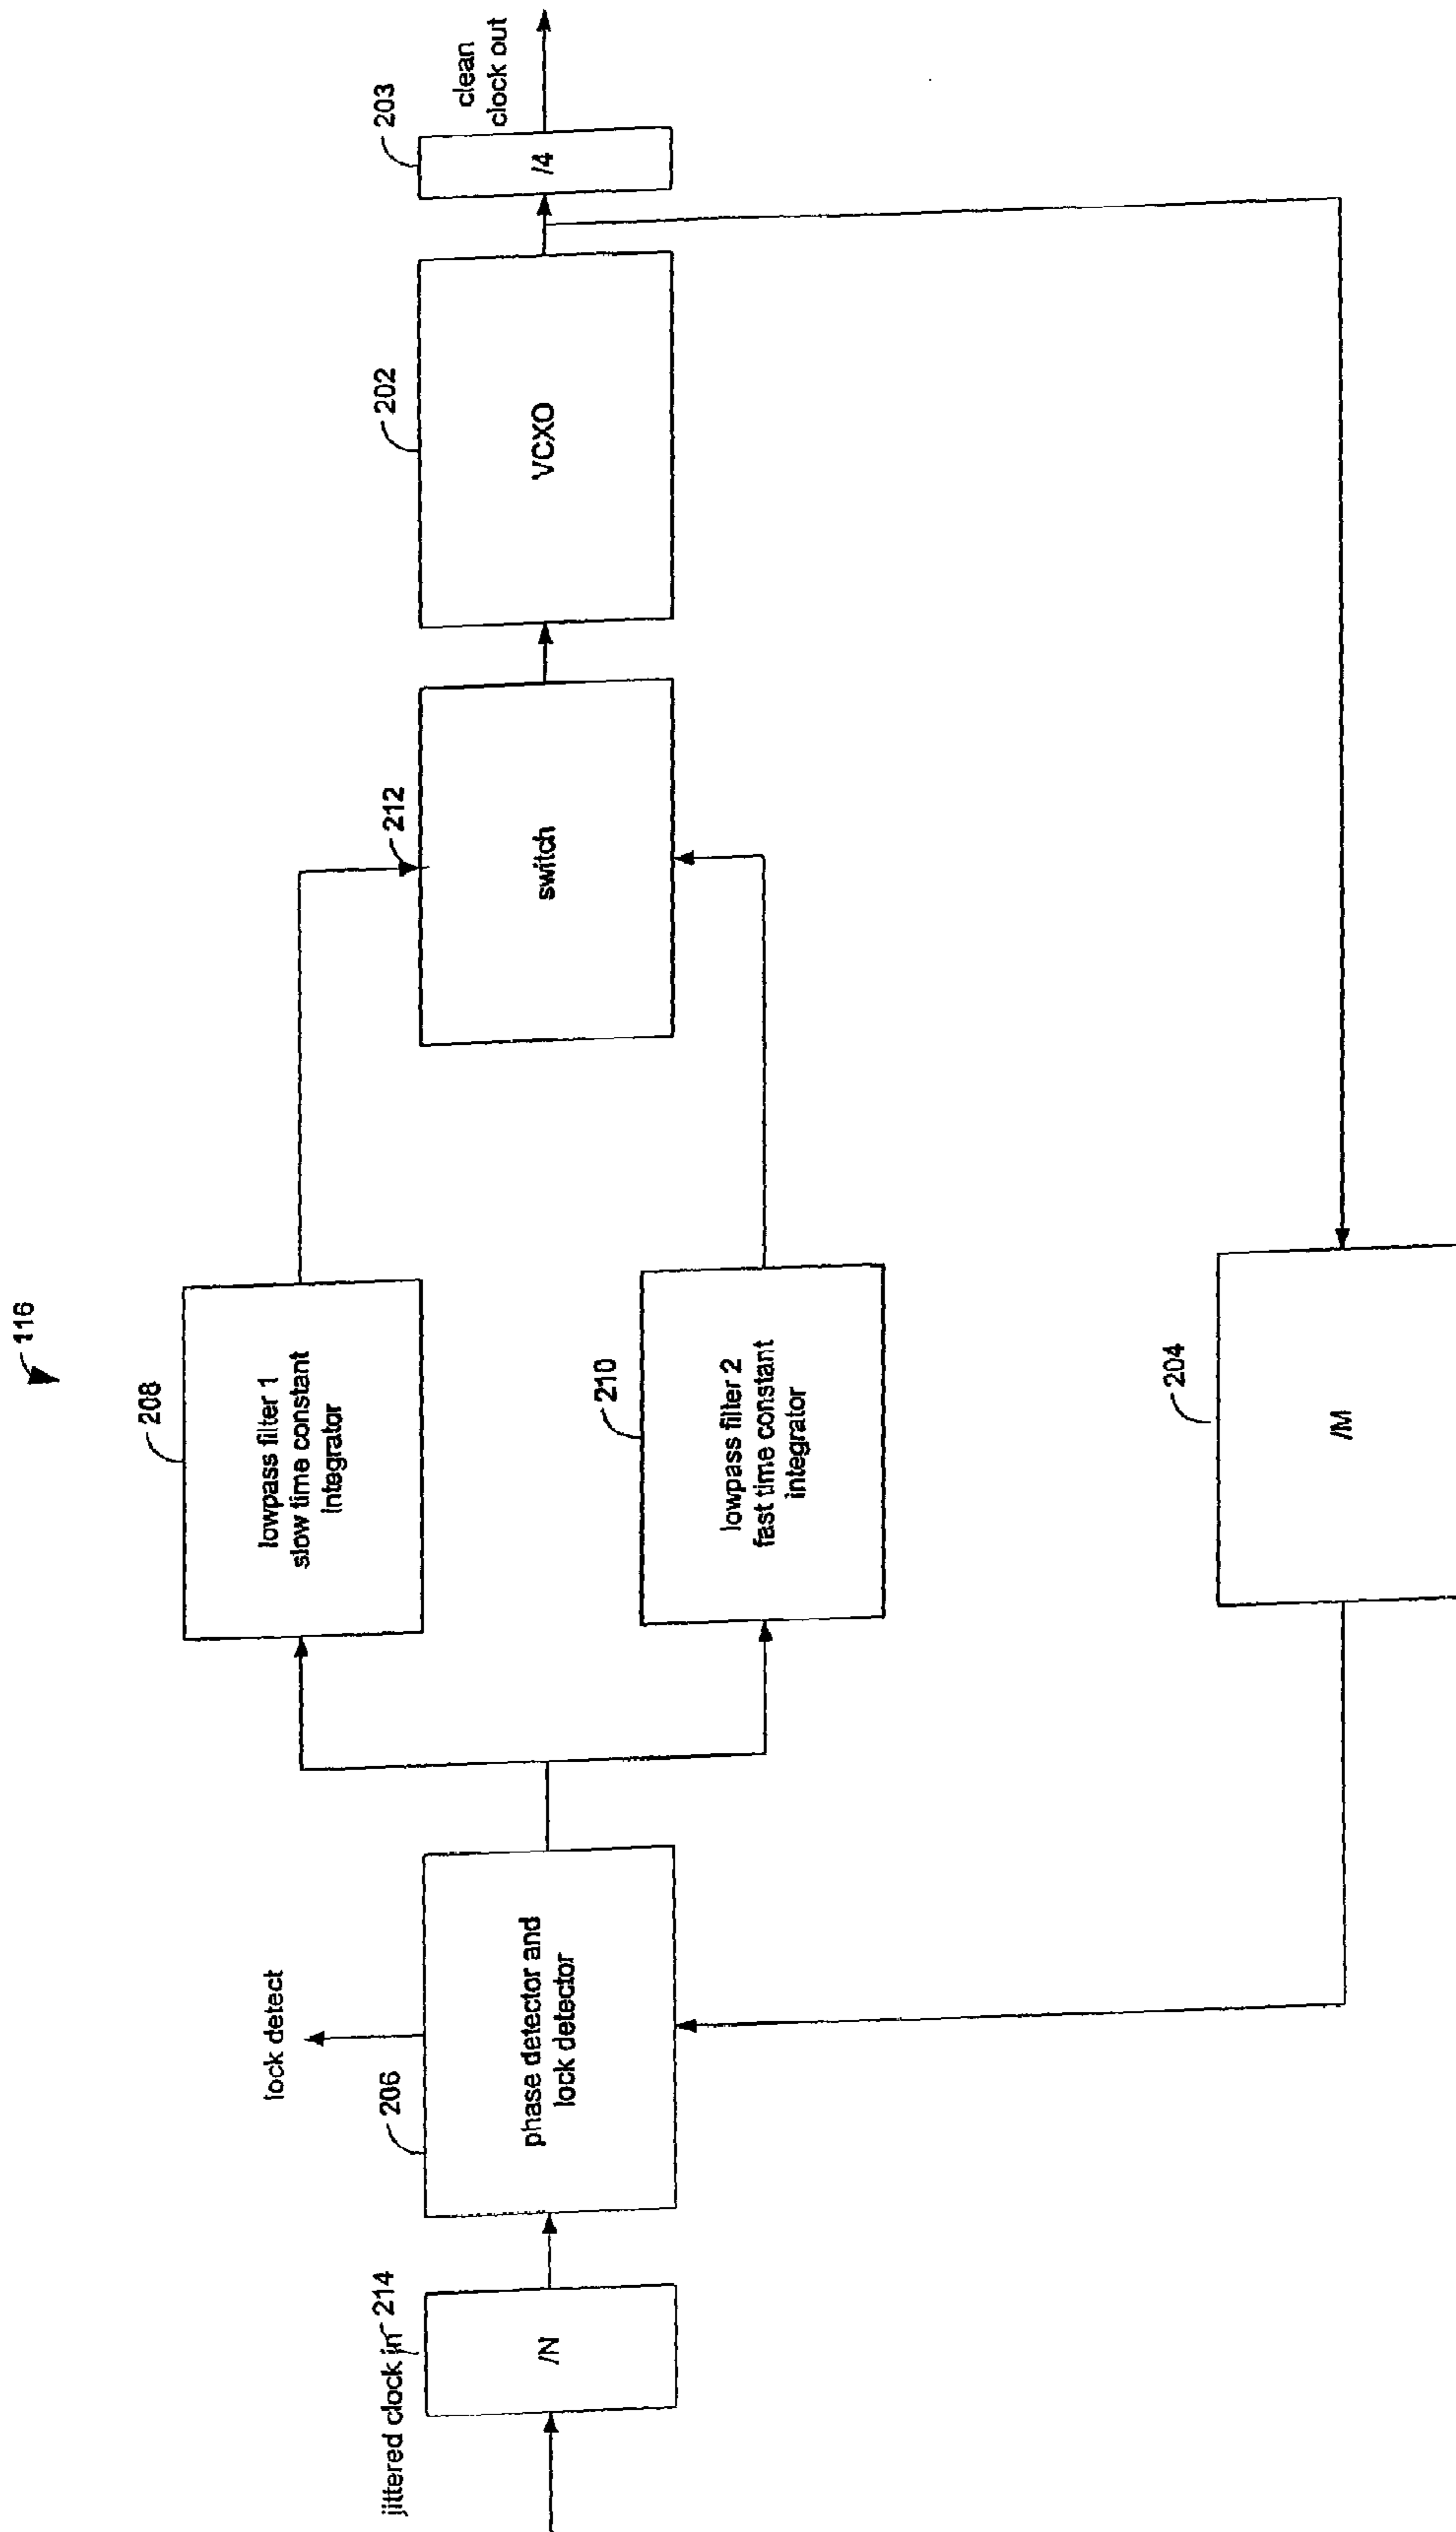 116
208
lowpass filter 1
slow time constant
integrator
lock detect
jittered clock in
214
/N
206
phase detector and
lock detector
212
switch
202
VCXO
203
/4
clean
clock out
210
lowpass filter 2
fast time constant
integrator
204
/M